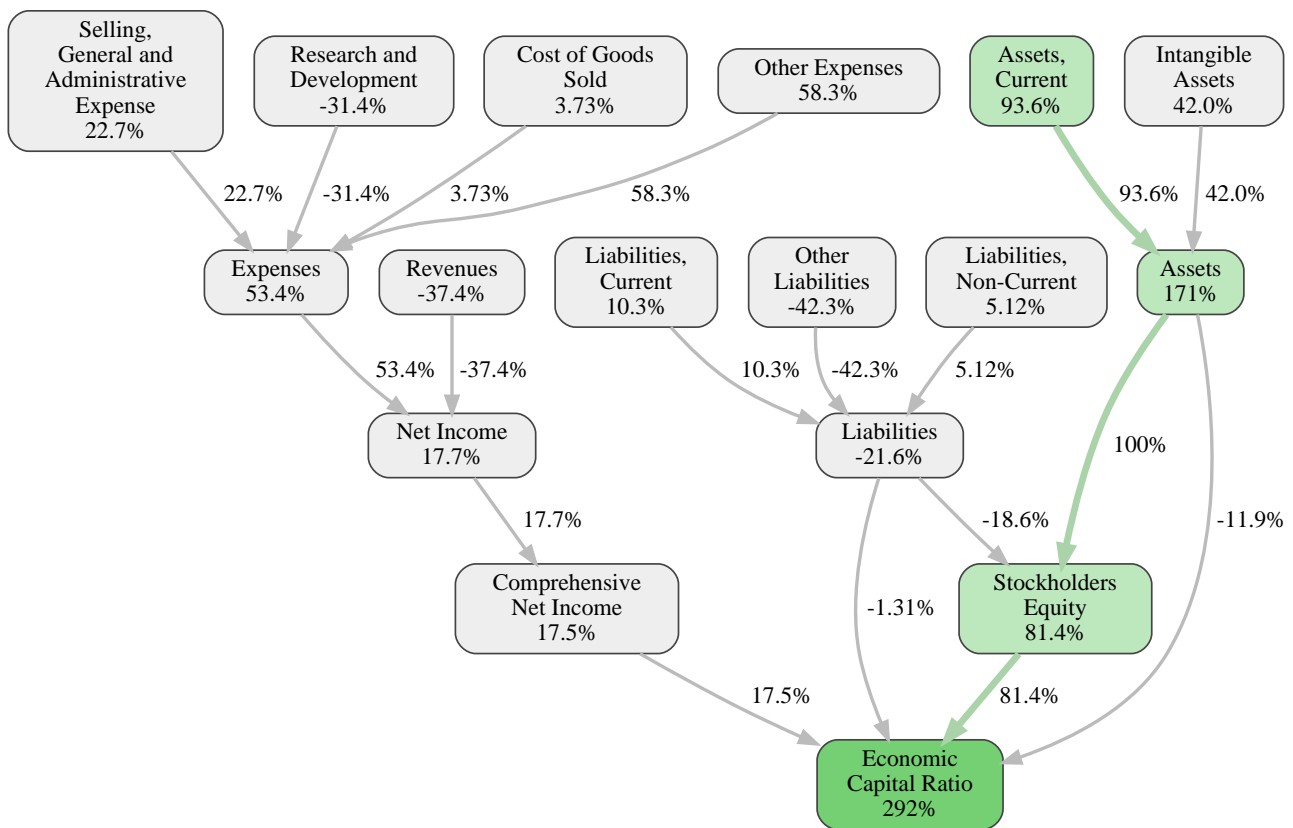 Selling,
General and
Administrative
Expense
22.7%
Research and
Development
-31.4%
Cost of Goods
Sold
3.73%
Other Expenses
58.3%
Assets,
Current
93.6%
Intangible
Assets
42.0%
22.7%
-31.4%
3.73%
58.3%
93.6%
42.0%
Expenses
53.4%
Revenues
-37.4%
Liabilities,
Current
10.3%
Other
Liabilities
-42.3%
Liabilities,
Non-Current
5.12%
Assets
171%
53.4%
-37.4%
10.3%
-42.3%
5.12%
Net Income
17.7%
Liabilities
-21.6%
100%
17.7%
-18.6%
-11.9%
Comprehensive
Net Income
17.5%
-1.31%
Stockholders
Equity
81.4%
17.5%
81.4%
Economic
Capital Ratio
292%